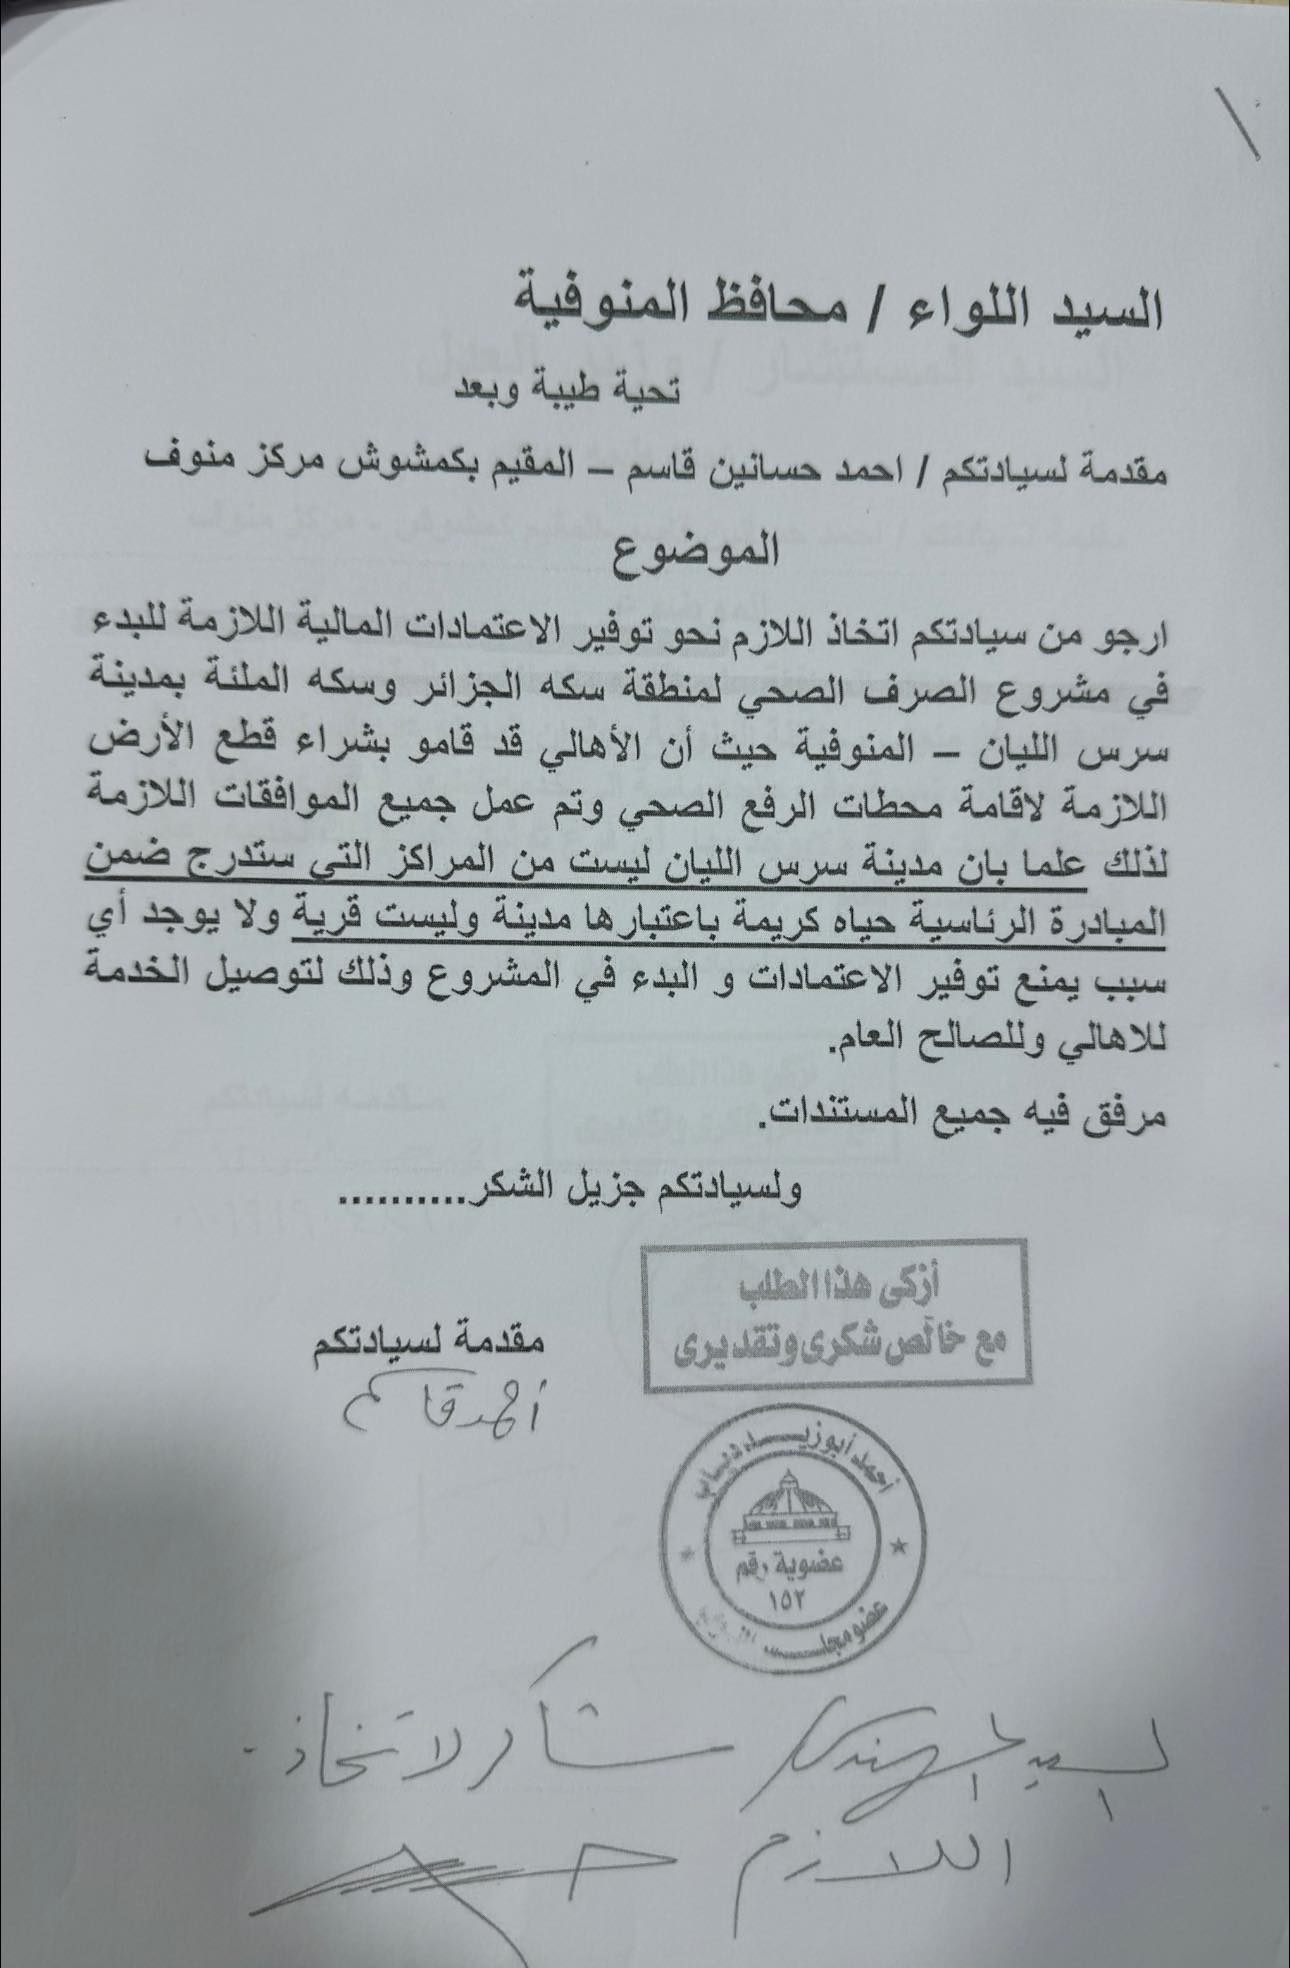 السيد اللواء / محافظ المنوفية
تحية طيبة وبعد
مقدمة لسيادتكم / احمد حسانين قاسم – المقيم بكمشوش مركز منوف
الموضوع
ارجو من سيادتكم اتخاذ اللازم نحو توفير الاعتمادات المالية اللازمة للبدء
في مشروع الصرف الصحي لمنطقة سكه الجزائر وسكه الملئة بمدينة
سرس الليان – المنوفية حيث أن الأهالي قد قامو بشراء قطع الأرض
اللازمة لاقامة محطات الرفع الصحي وتم عمل جميع الموافقات اللازمة
لذلك علما بان مدينة سرس الليان ليست من المراكز التي ستدرج ضمن
المبادرة الرئاسية حياه كريمة باعتبارها مدينة وليست قرية ولا يوجد أي
سبب يمنع توفير الاعتمادات و البدء في المشروع وذلك لتوصيل الخدمة
للاهالي وللصالح العام.
مرفق فيه جميع المستندات.
ولسيادتكم جزيل الشكر..........
أزكى هذا الطلب
مع خالص شكرى وتقديرى
مقدمة لسيادتكم
أحمد قاسم
أحمد أبوزيد دياب
عضوية رقم
١٥٢
عضو مجلس
السيد المهندس شاكر لاتخاذ
اللازم